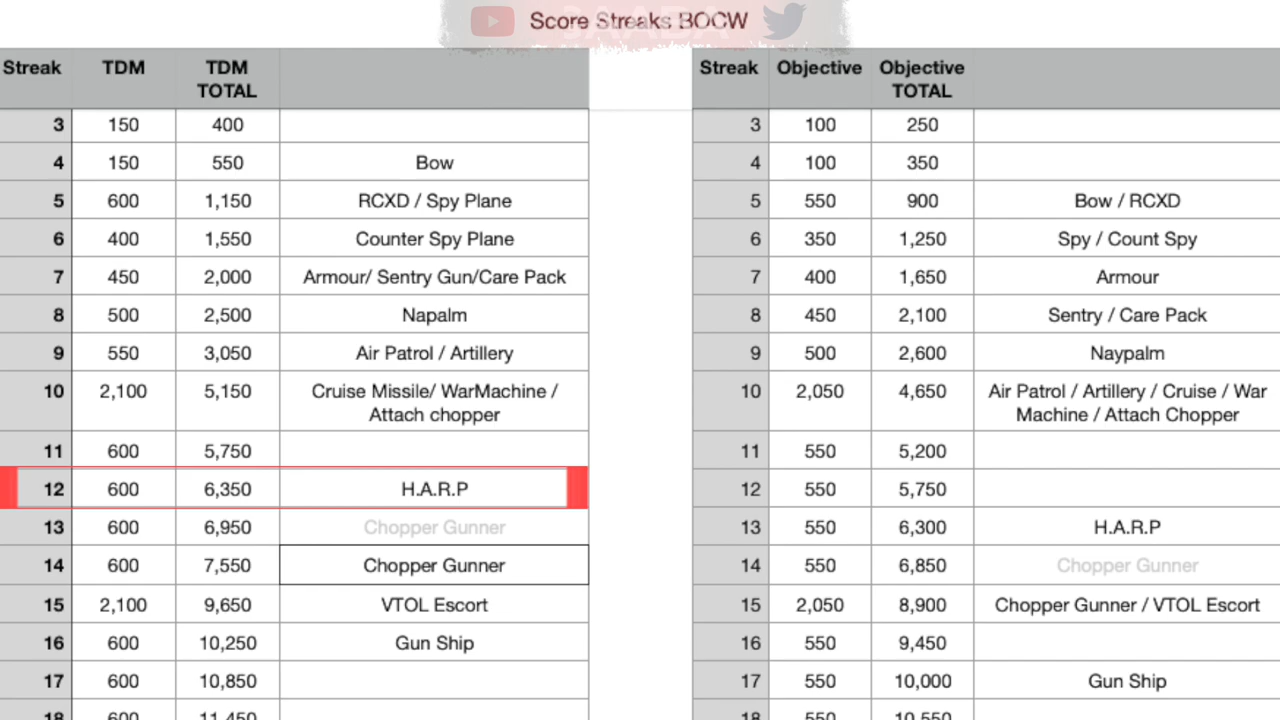 Score Streaks BOCW
Streak TDM TDM TOTAL
3 150 400
4 150 550 Bow
5 600 1,150 RCXD / Spy Plane
6 400 1,550 Counter Spy Plane
7 450 2,000 Armour/ Sentry Gun/Care Pack
8 500 2,500 Napalm
9 550 3,050 Air Patrol / Artillery
10 2,100 5,150 Cruise Missile/ WarMachine /
Attach chopper
11 600 5,750
12 600 6,350 H.A.R.P
13 600 6,950 Chopper Gunner
14 600 7,550 Chopper Gunner
15 2,100 9,650 VTOL Escort
16 600 10,250 Gun Ship
17 600 10,850
18 600 11,450
Streak Objective Objective TOTAL
3 100 250
4 100 350
5 550 900 Bow / RCXD
6 350 1,250 Spy / Count Spy
7 400 1,650 Armour
8 450 2,100 Sentry / Care Pack
9 500 2,600 Naypalm
10 2,050 4,650 Air Patrol / Artillery / Cruise / War
Machine / Attach Chopper
11 550 5,200
12 550 5,750
13 550 6,300 H.A.R.P
14 550 6,850 Chopper Gunner
15 2,050 8,900 Chopper Gunner / VTOL Escort
16 550 9,450
17 550 10,000 Gun Ship
18 550 10,550